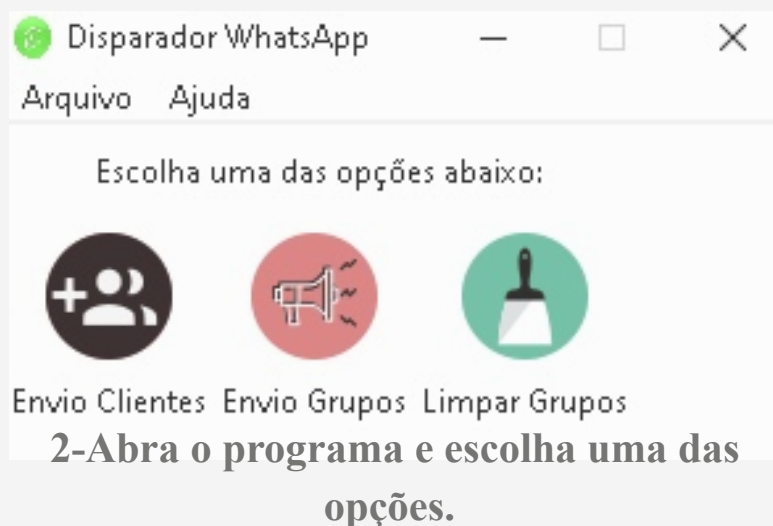 Disparador WhatsApp
Arquivo Ajuda
Escolha uma das opções abaixo:
Envio Clientes Envio Grupos Limpar Grupos
2-Abra o programa e escolha uma das
opções.